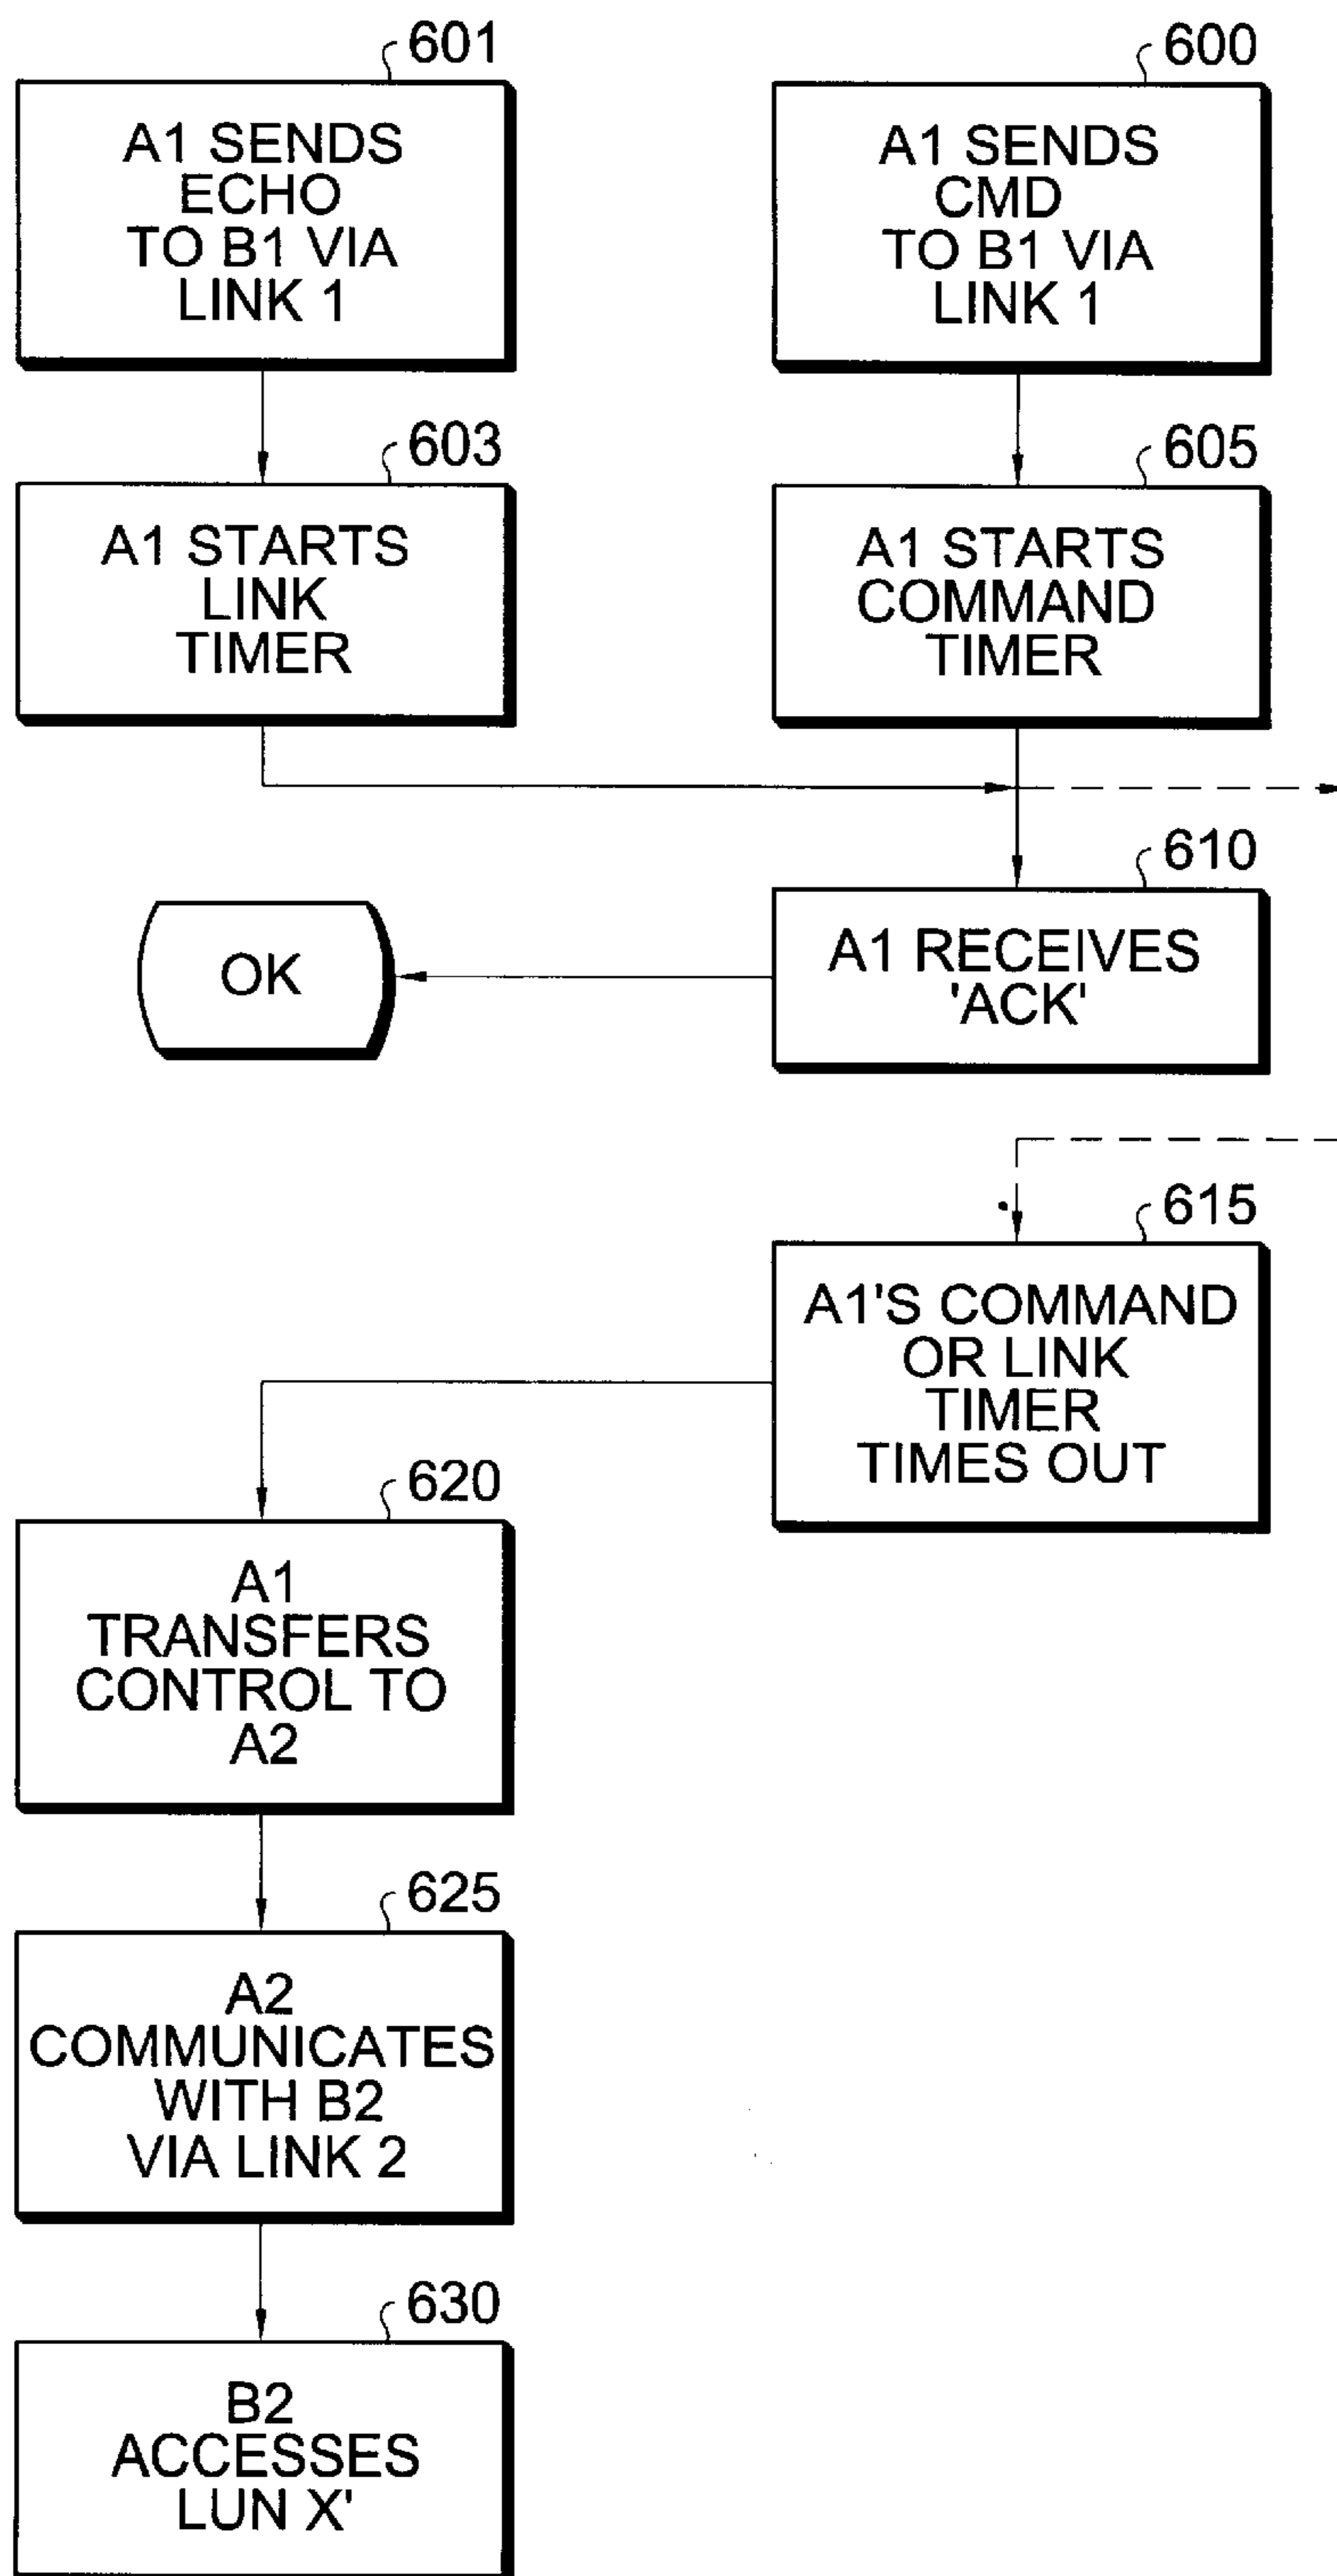 601
A1 SENDS
ECHO
TO B1 VIA
LINK 1
600
A1 SENDS
CMD
TO B1 VIA
LINK 1
603
A1 STARTS
LINK
TIMER
605
A1 STARTS
COMMAND
TIMER
610
A1 RECEIVES
'ACK'
OK
615
A1'S COMMAND
OR LINK
TIMER
TIMES OUT
620
A1
TRANSFERS
CONTROL TO
A2
625
A2
COMMUNICATES
WITH B2
VIA LINK 2
630
B2
ACCESSES
LUN X'